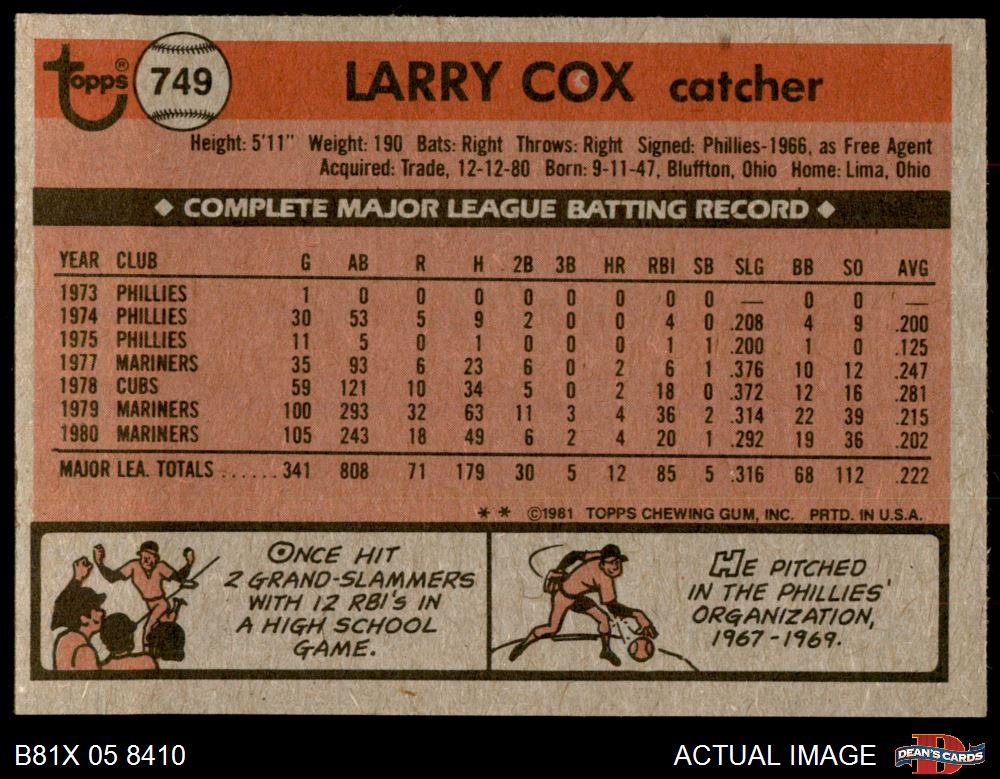 Topps® 749 LARRY COX catcher
Height: 5'11" Weight: 190 Bats: Right Throws: Right Signed: Phillies-1966, as Free Agent
Acquired: Trade, 12-12-80 Born: 9-11-47, Bluffton, Ohio Home: Lima, Ohio
◆ COMPLETE MAJOR LEAGUE BATTING RECORD ◆
YEAR CLUB G AB R H 2B 3B HR RBI SB SLG BB SO AVG
1973 PHILLIES 1 0 0 0 0 0 0 0 0 — 0 0 —
1974 PHILLIES 30 53 5 9 2 0 0 4 0 .208 4 9 .200
1975 PHILLIES 11 5 0 1 0 0 0 1 1 .200 1 0 .125
1977 MARINERS 35 93 6 23 6 0 2 6 1 .376 10 12 .247
1978 CUBS 59 121 10 34 5 0 2 18 0 .372 12 16 .281
1979 MARINERS 100 293 32 63 11 3 4 36 2 .314 22 39 .215
1980 MARINERS 105 243 18 49 6 2 4 20 1 .292 19 36 .202
MAJOR LEA. TOTALS ...... 341 808 71 179 30 5 12 85 5 .316 68 112 .222
* * ©1981 TOPPS CHEWING GUM, INC. PRTD. IN U.S.A.
ONCE HIT
2 GRAND-SLAMMERS
WITH 12 RBI'S IN
A HIGH SCHOOL
GAME.
HE PITCHED
IN THE PHILLIES'
ORGANIZATION,
1967-1969.
B81X 05 8410 ACTUAL IMAGE
DEAN'S CARDS